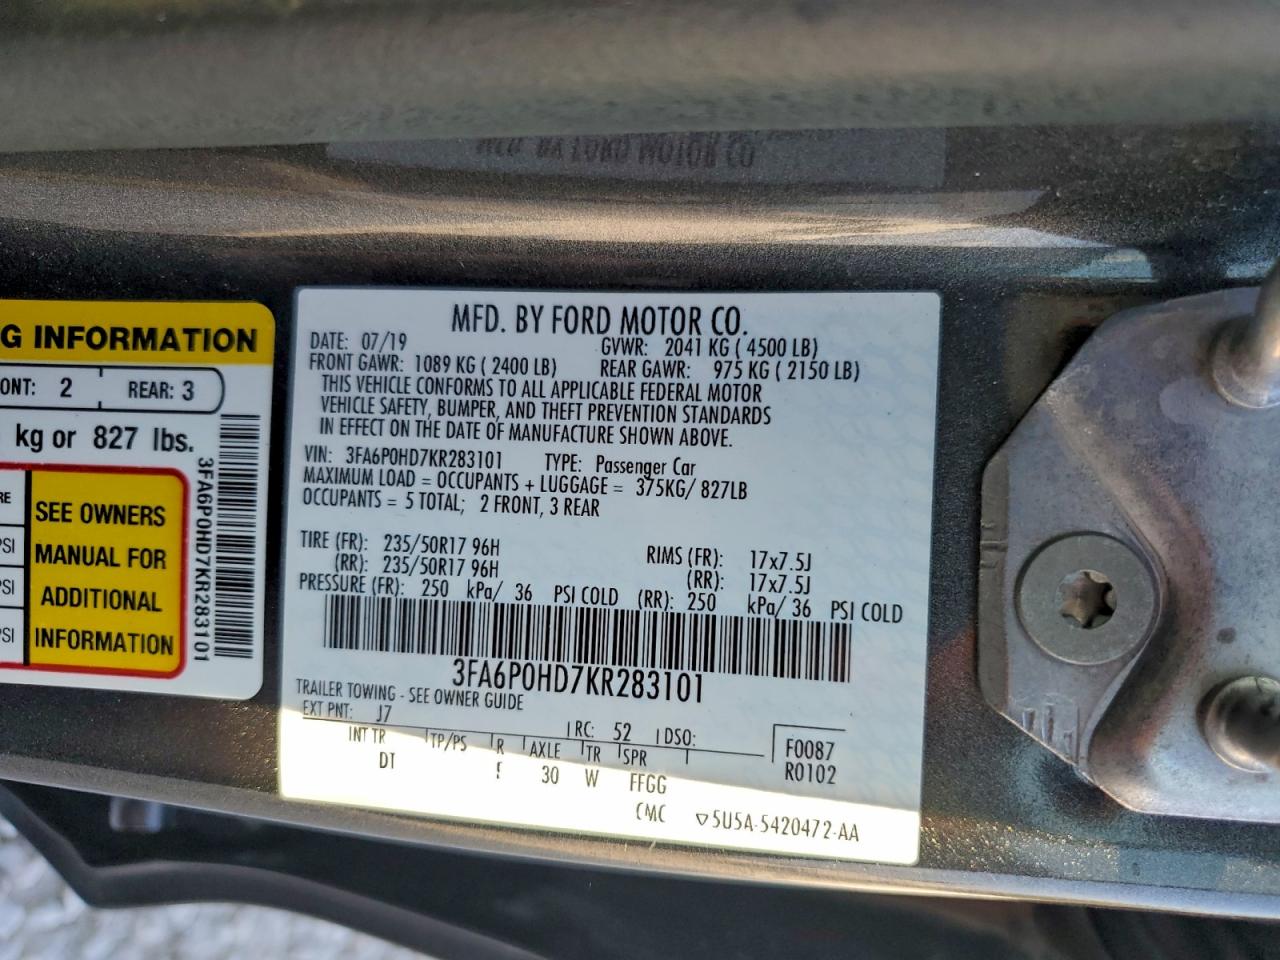 G INFORMATION
ONT: 2 REAR: 3
kg or 827 lbs.
RE
PSI
PSI
PSI
SEE OWNERS
MANUAL FOR
ADDITIONAL
INFORMATION
3FA6P0HD7KR283101
MFD. BY FORD MOTOR CO.
MFD. BY FORD MOTOR CO.
DATE: 07/19 GVWR: 2041 KG ( 4500 LB)
FRONT GAWR: 1089 KG ( 2400 LB) REAR GAWR: 975 KG ( 2150 LB)
THIS VEHICLE CONFORMS TO ALL APPLICABLE FEDERAL MOTOR
VEHICLE SAFETY, BUMPER, AND THEFT PREVENTION STANDARDS
IN EFFECT ON THE DATE OF MANUFACTURE SHOWN ABOVE.
VIN: 3FA6P0HD7KR283101 TYPE: Passenger Car
MAXIMUM LOAD = OCCUPANTS + LUGGAGE = 375KG/ 827LB
OCCUPANTS = 5 TOTAL; 2 FRONT, 3 REAR
TIRE (FR): 235/50R17 96H RIMS (FR): 17x7.5J
(RR): 235/50R17 96H (RR): 17x7.5J
PRESSURE (FR): 250 kPa/ 36 PSI COLD (RR): 250 kPa/ 36 PSI COLD
3FA6P0HD7KR283101
TRAILER TOWING - SEE OWNER GUIDE
EXT PNT: J7 RC: 52 DSO:
INT TR TP/PS R AXLE TR SPR F0087
DT 30 W FFGG R0102
CMC ▽5U5A-5420472-AA